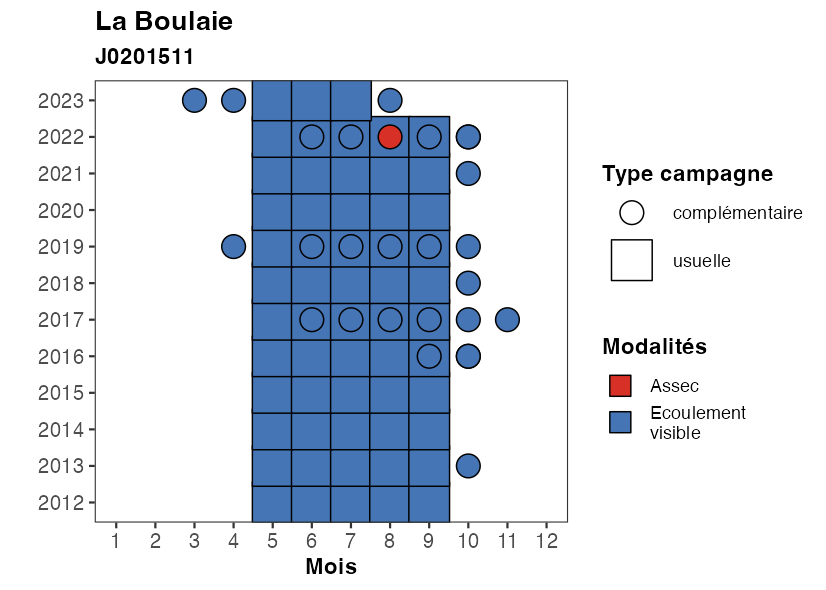 La Boulaie
J0201511
2023
2022
2021
2020
2019
2018
2017
2016
2015
2014
2013
2012
1 2 3 4 5 6 7 8 9 10 11 12
Mois
Type campagne
complémentaire
usuelle
Modalités
Assec
Ecoulement
visible